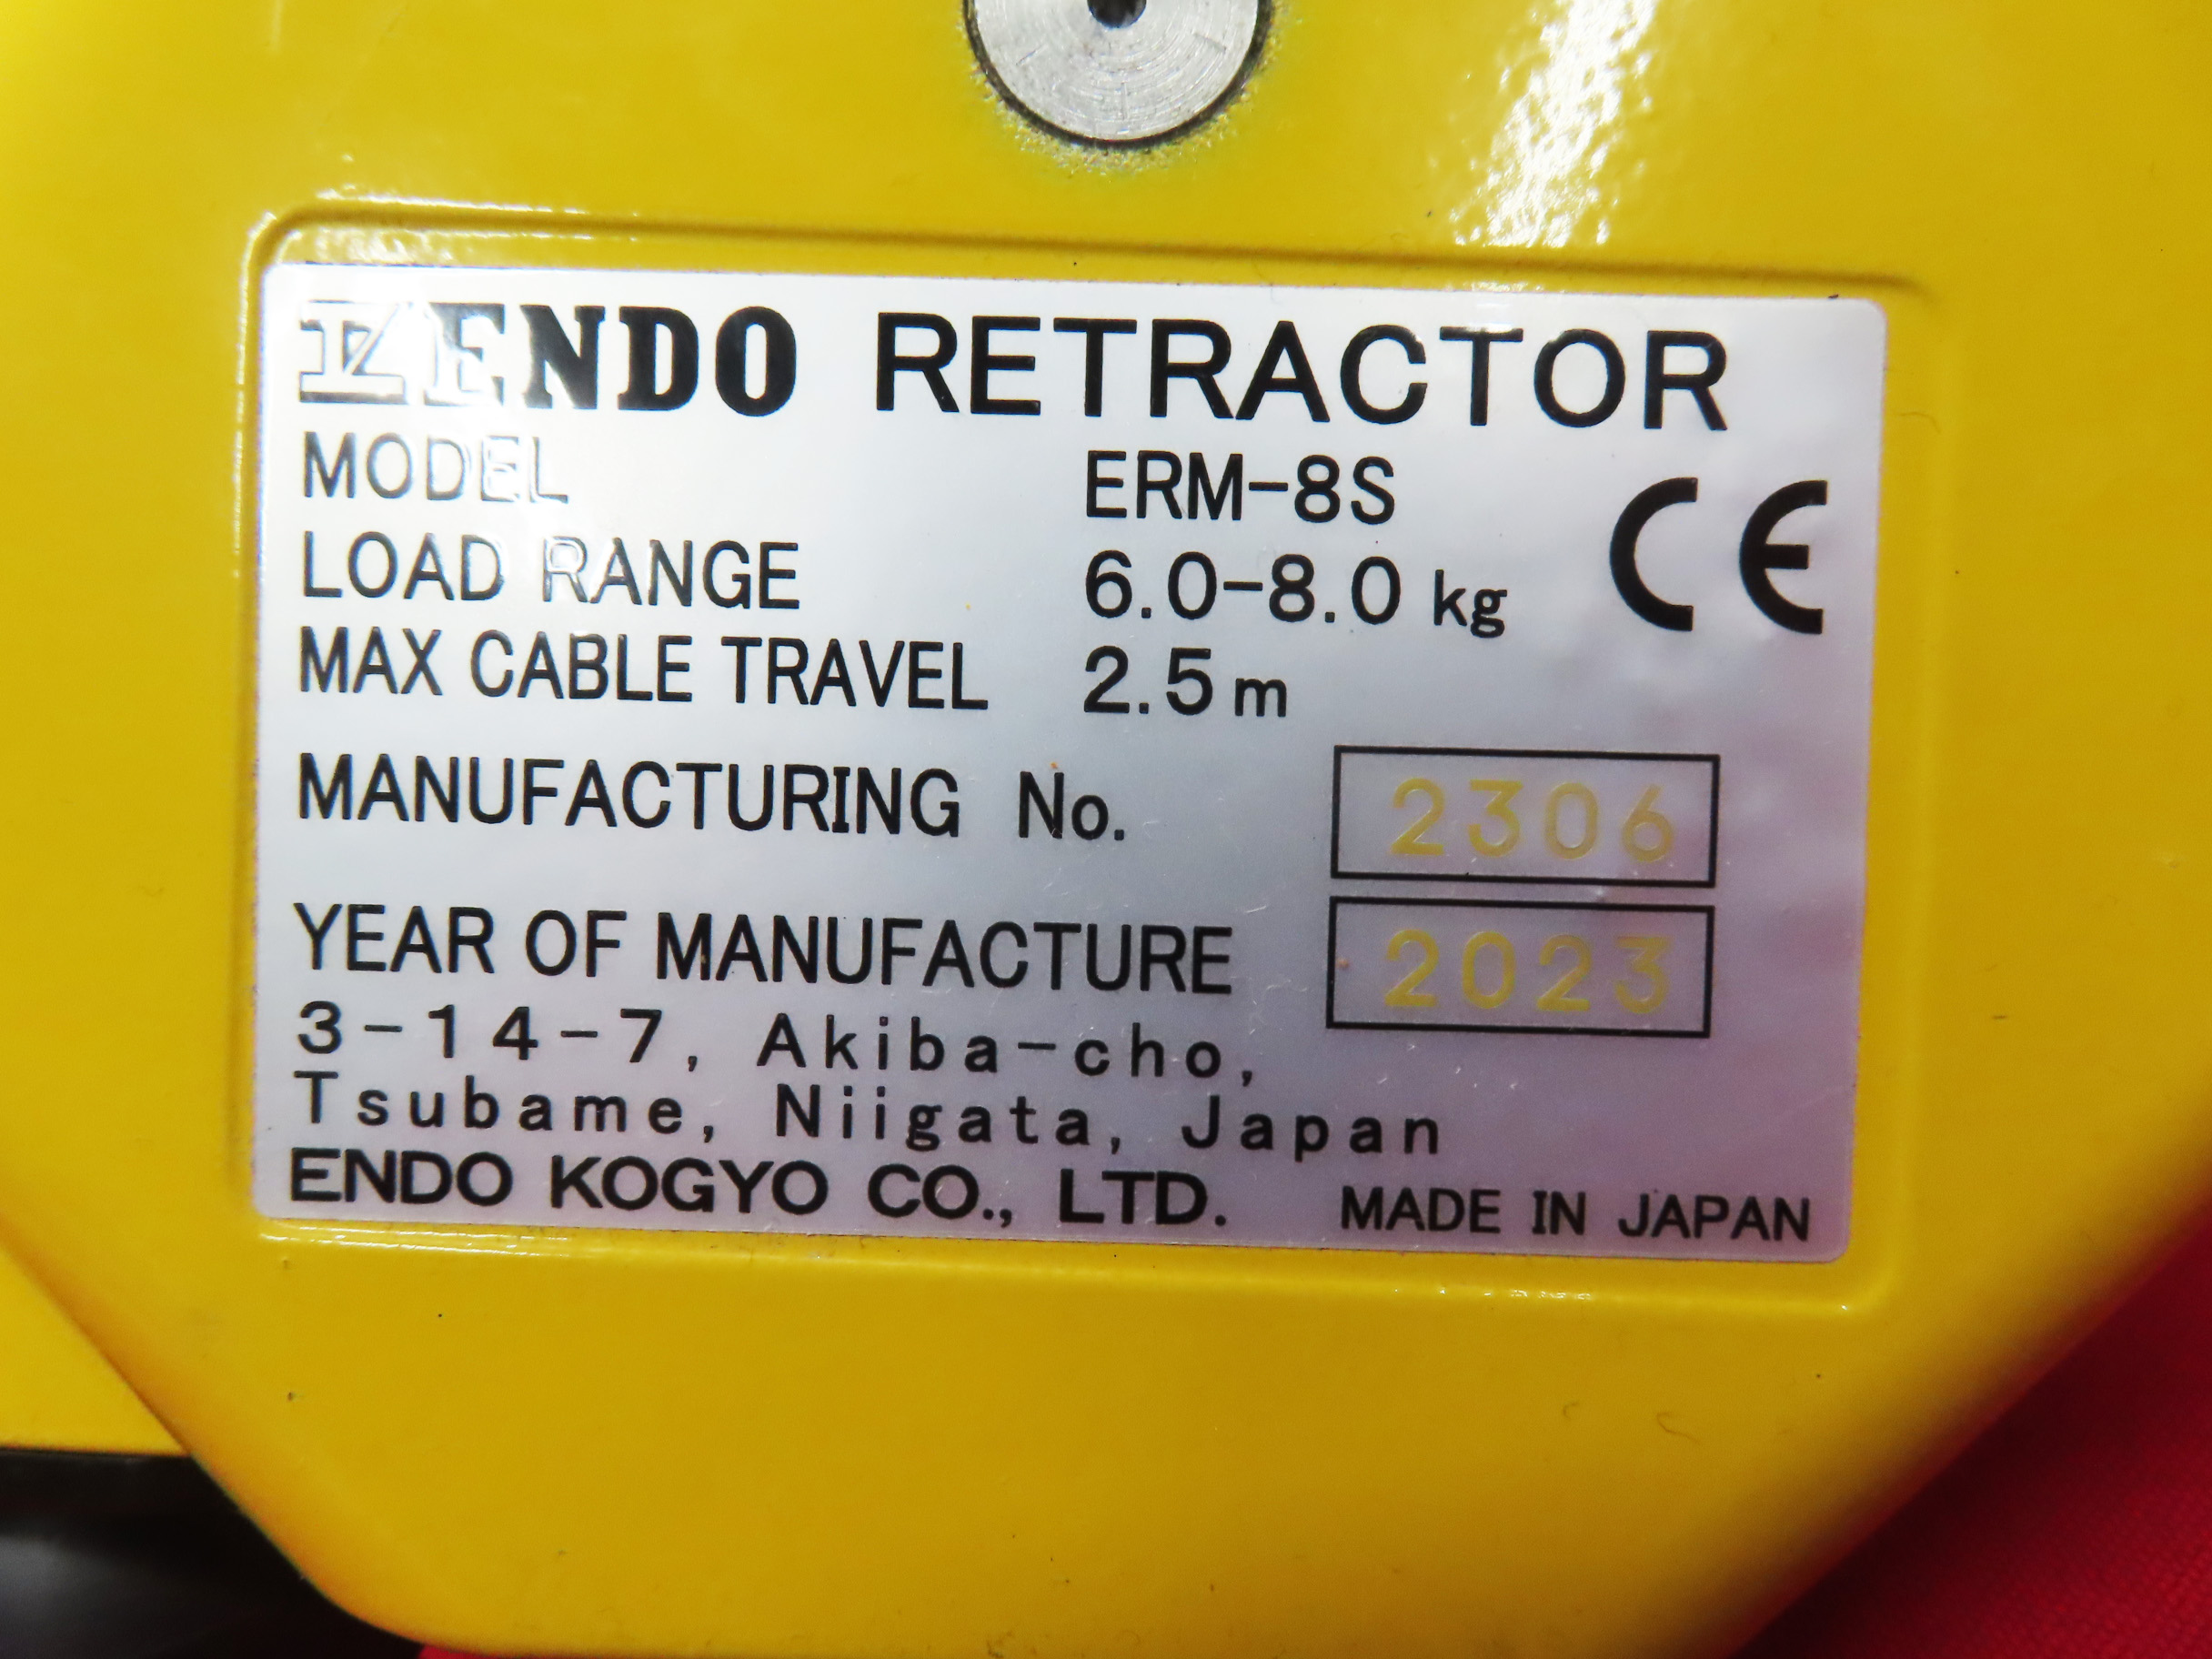 ENDO RETRACTOR
MODEL ERM-8S
LOAD RANGE 6.0-8.0 kg CE
MAX CABLE TRAVEL 2.5m
MANUFACTURING No. 2306
YEAR OF MANUFACTURE 2023
3-14-7, Akiba-cho,
Tsubame, Niigata, Japan
ENDO KOGYO CO., LTD. MADE IN JAPAN